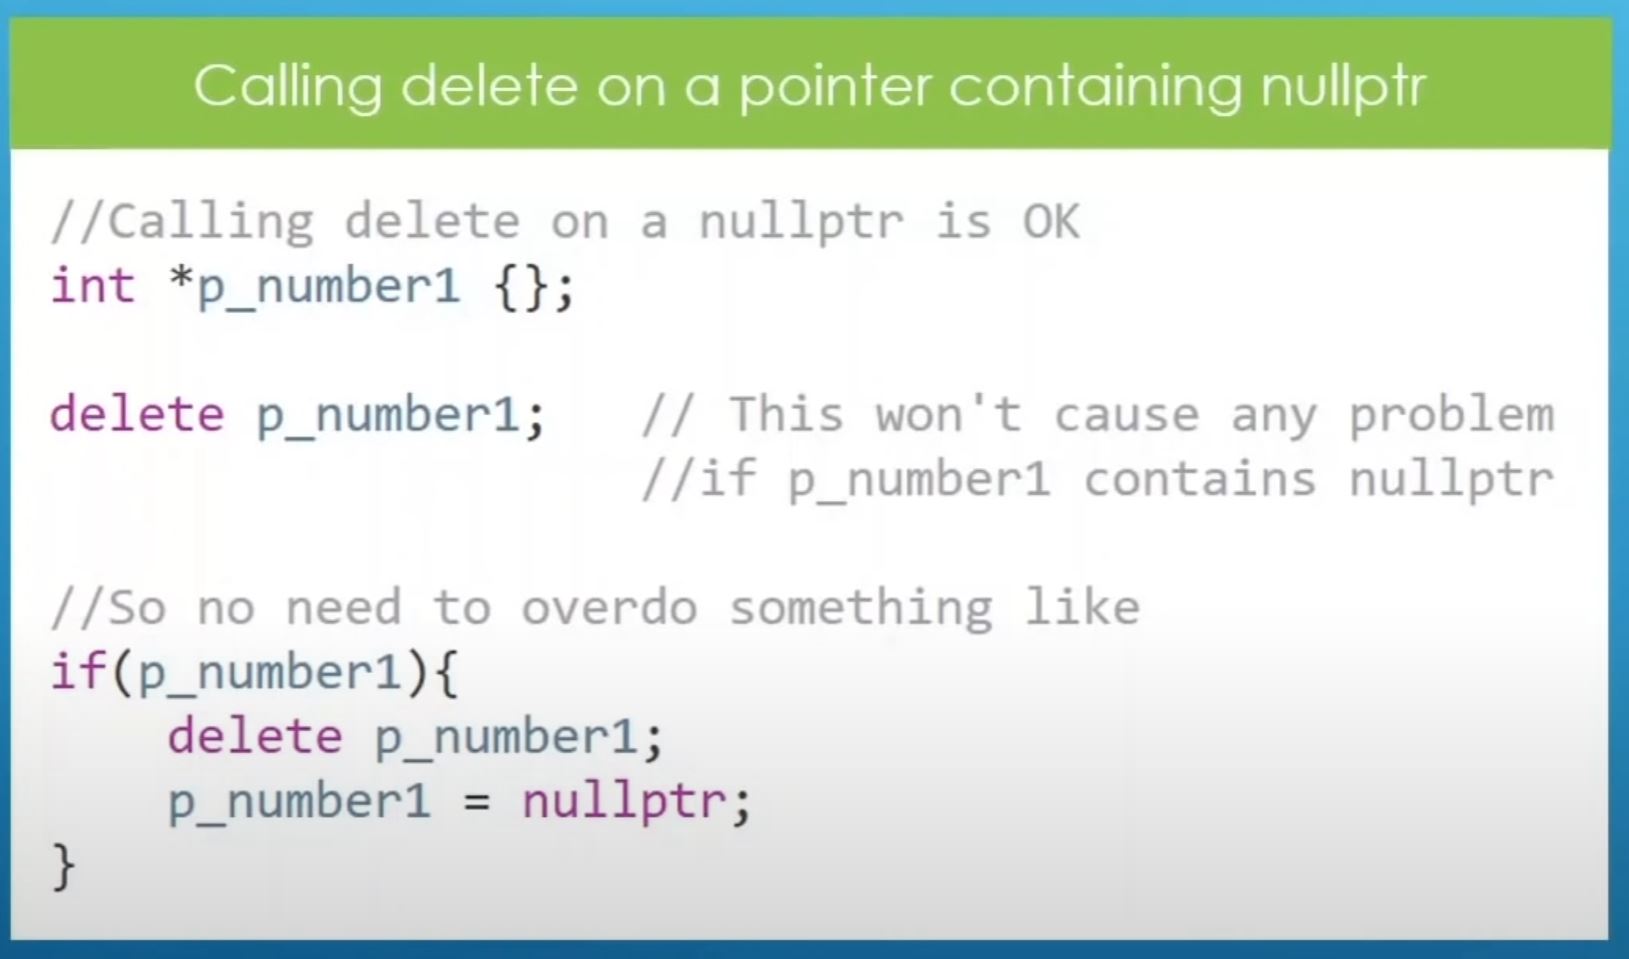 Calling delete on a pointer containing nullptr
//Calling delete on a nullptr is OK
int *p_number1 {};
delete p_number1;   // This won't cause any problem
//if p_number1 contains nullptr
//So no need to overdo something like
if(p_number1){
    delete p_number1;
    p_number1 = nullptr;
}